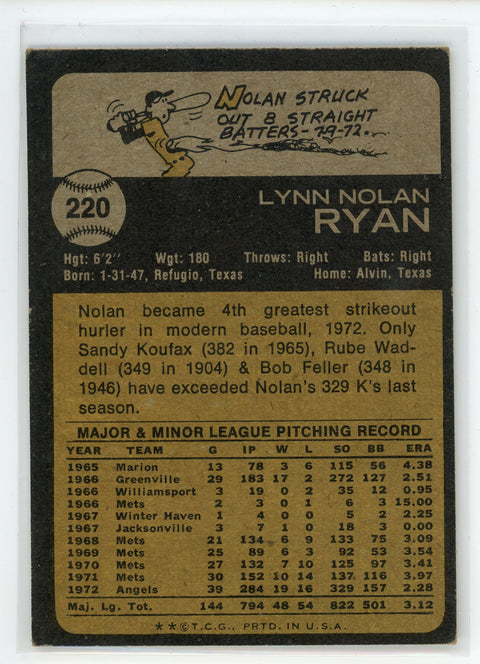 NOLAN STRUCK
OUT 8 STRAIGHT
BATTERS-7-9-72..
220
LYNN NOLAN
RYAN
Hgt: 6'2" Wgt: 180 Throws: Right Bats: Right
Born: 1-31-47, Refugio, Texas Home: Alvin, Texas
Nolan became 4th greatest strikeout
hurler in modern baseball, 1972. Only
Sandy Koufax (382 in 1965), Rube Wad-
dell (349 in 1904) & Bob Feller (348 in
1946) have exceeded Nolan's 329 K's last
season.
MAJOR & MINOR LEAGUE PITCHING RECORD
YEAR TEAM G IP W L SO BB ERA
1965 Marion 13 78 3 6 115 56 4.38
1966 Greenville 29 183 17 2 272 127 2.51
1966 Williamsport 3 19 0 2 35 12 0.95
1966 Mets 2 3 0 1 6 3 15.00
1967 Winter Haven 1 4 0 0 5 2 2.25
1967 Jacksonville 3 7 1 0 18 3 0.00
1968 Mets 21 134 6 9 133 75 3.09
1969 Mets 25 89 6 3 92 53 3.54
1970 Mets 27 132 7 10 125 97 3.41
1971 Mets 30 152 10 14 137 116 3.97
1972 Angels 39 284 19 16 329 157 2.28
Maj. Lg. Tot. 144 794 48 54 822 501 3.12
**©T.C.G., PRTD. IN U.S.A.